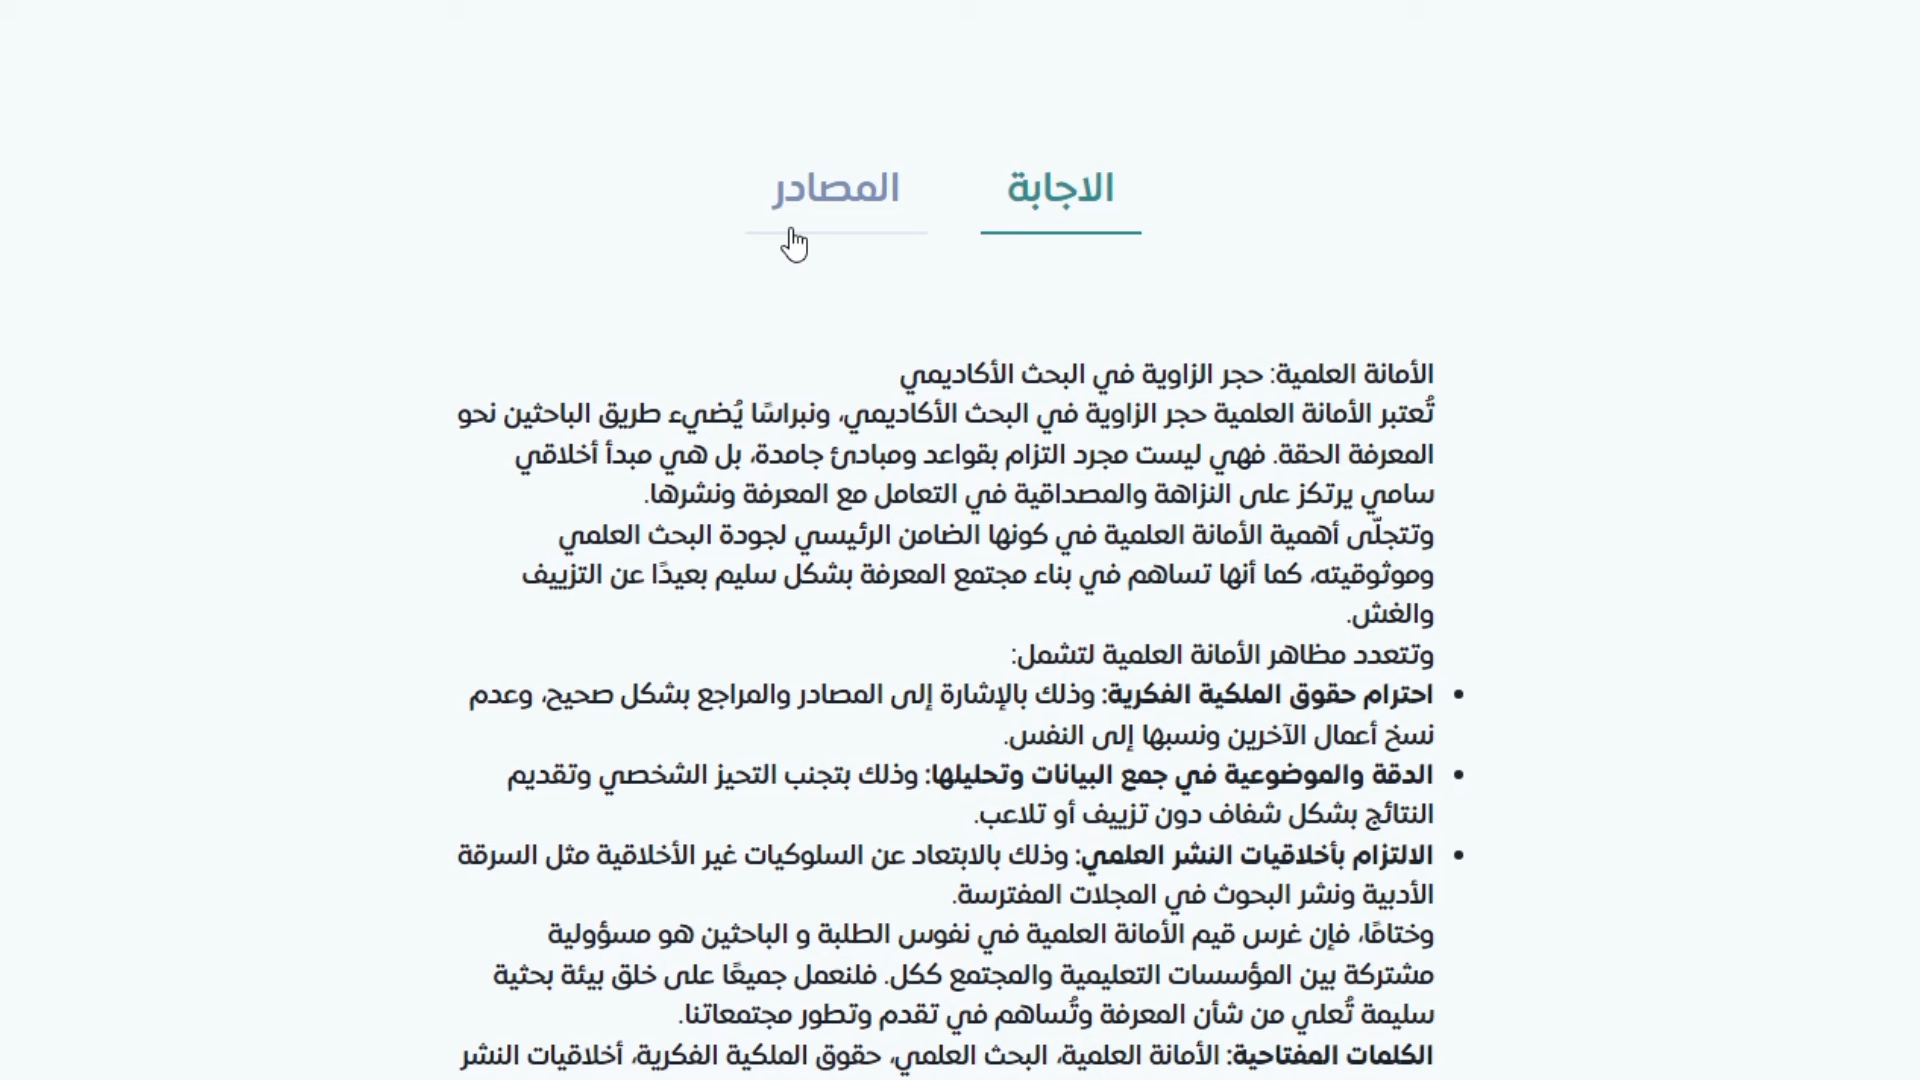 الاجابة
المصادر
الأمانة العلمية: حجر الزاوية في البحث الأكاديمي
تُعتبر الأمانة العلمية حجر الزاوية في البحث الأكاديمي، ونبراسًا يُضيء طريق الباحثين نحو
المعرفة الحقة. فهي ليست مجرد التزام بقواعد ومبادئ جامدة، بل هي مبدأ أخلاقي
سامي يرتكز على النزاهة والمصداقية في التعامل مع المعرفة ونشرها.
وتتجلّى أهمية الأمانة العلمية في كونها الضامن الرئيسي لجودة البحث العلمي
وموثوقيته، كما أنها تساهم في بناء مجتمع المعرفة بشكل سليم بعيدًا عن التزييف
والغش.
وتتعدد مظاهر الأمانة العلمية لتشمل:
• احترام حقوق الملكية الفكرية: وذلك بالإشارة إلى المصادر والمراجع بشكل صحيح، وعدم
نسخ أعمال الآخرين ونسبها إلى النفس.
• الدقة والموضوعية في جمع البيانات وتحليلها: وذلك بتجنب التحيز الشخصي وتقديم
النتائج بشكل شفاف دون تزييف أو تلاعب.
• الالتزام بأخلاقيات النشر العلمي: وذلك بالابتعاد عن السلوكيات غير الأخلاقية مثل السرقة
الأدبية ونشر البحوث في المجلات المفترسة.
وختامًا، فإن غرس قيم الأمانة العلمية في نفوس الطلبة و الباحثين هو مسؤولية
مشتركة بين المؤسسات التعليمية والمجتمع ككل. فلنعمل جميعًا على خلق بيئة بحثية
سليمة تُعلي من شأن المعرفة وتُساهم في تقدم وتطور مجتمعاتنا.
الكلمات المفتاحية: الأمانة العلمية، البحث العلمي، حقوق الملكية الفكرية، أخلاقيات النشر